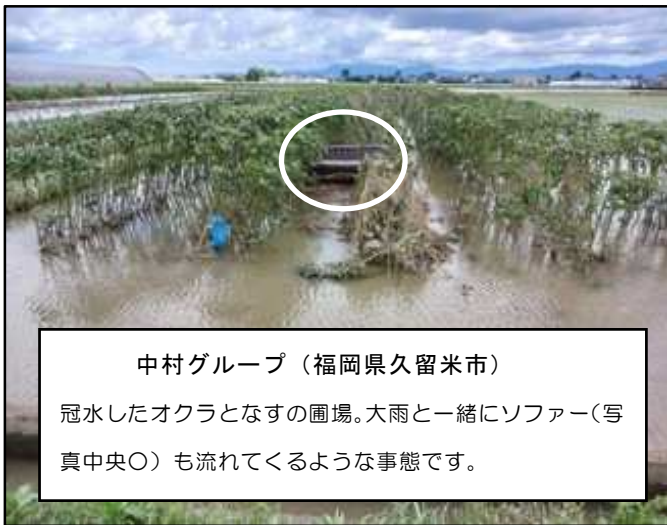 中村グループ（福岡県久留米市）
冠水したオクラとなすの圃場。大雨と一緒にソファー（写
真中央〇）も流れてくるような事態です。